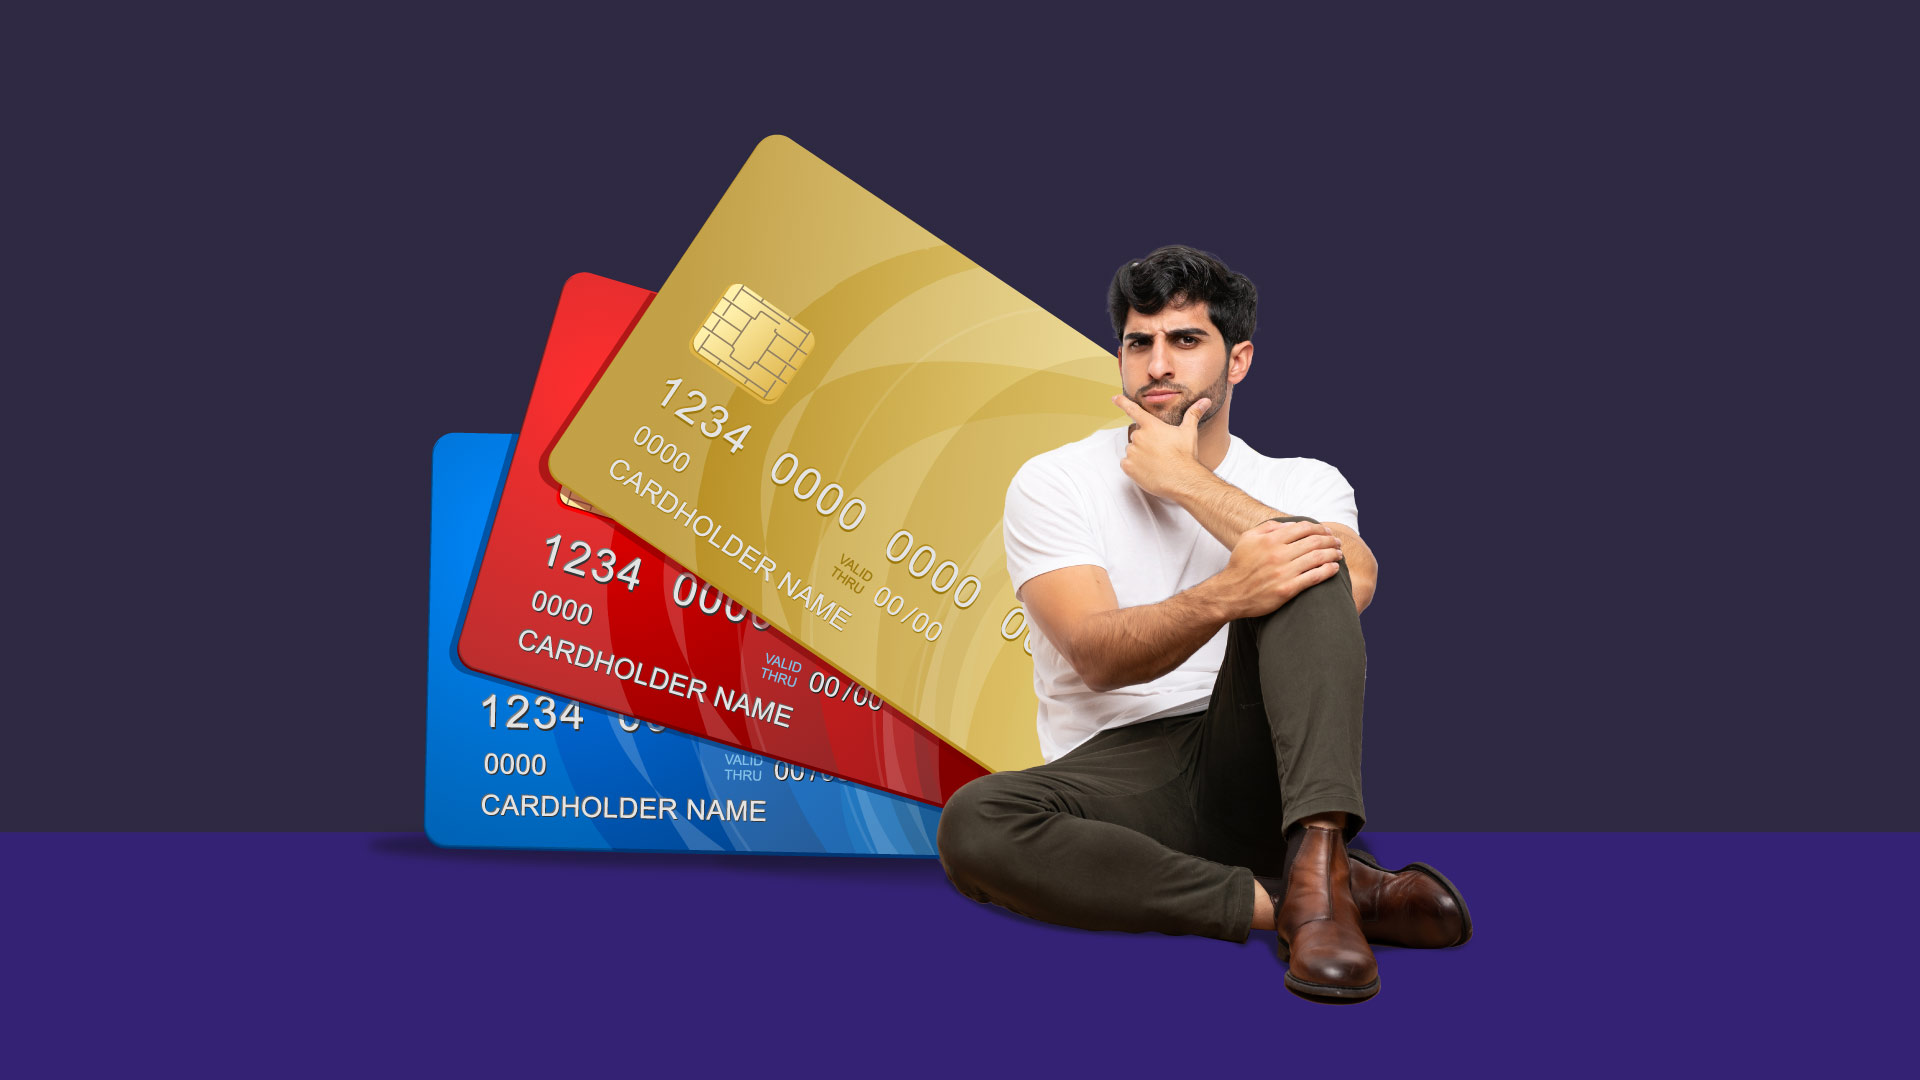 1234 0000 0000
0000
VALID
THRU 00/00
CARDHOLDER NAME
1234 0000
0000
VALID
THRU 00/00
CARDHOLDER NAME
1234
0000
VALID
THRU
CARDHOLDER NAME